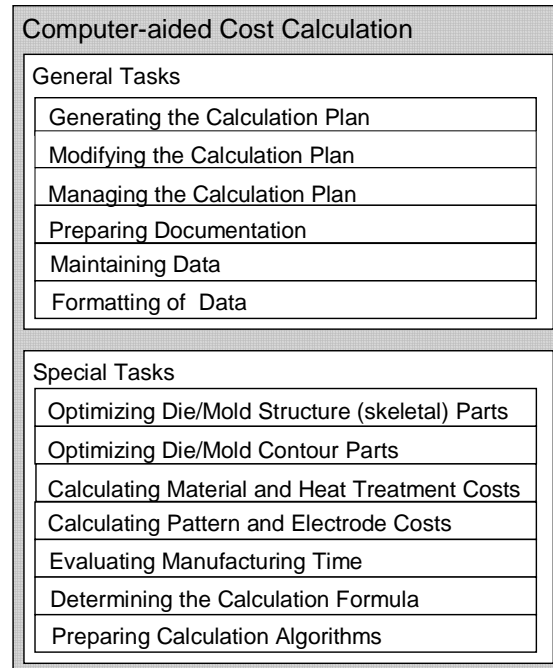 Computer-aided Cost Calculation
General Tasks
Generating the Calculation Plan
Modifying the Calculation Plan
Managing the Calculation Plan
Preparing Documentation
Maintaining Data
Formatting of Data
Special Tasks
Optimizing Die/Mold Structure (skeletal) Parts
Optimizing Die/Mold Contour Parts
Calculating Material and Heat Treatment Costs
Calculating Pattern and Electrode Costs
Evaluating Manufacturing Time
Determining the Calculation Formula
Preparing Calculation Algorithms